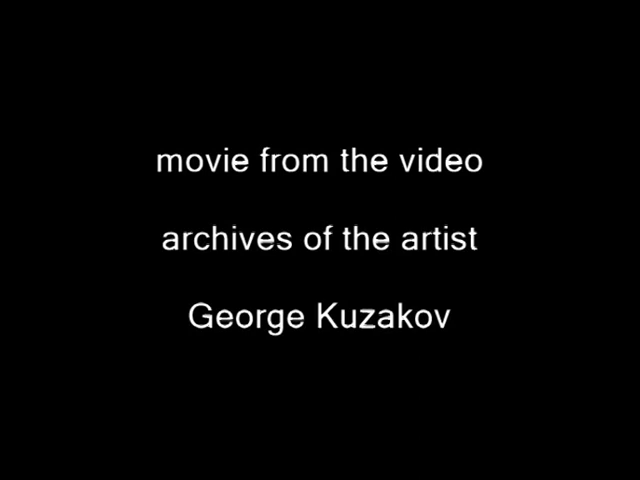 movie from the video
archives of the artist
George Kuzakov